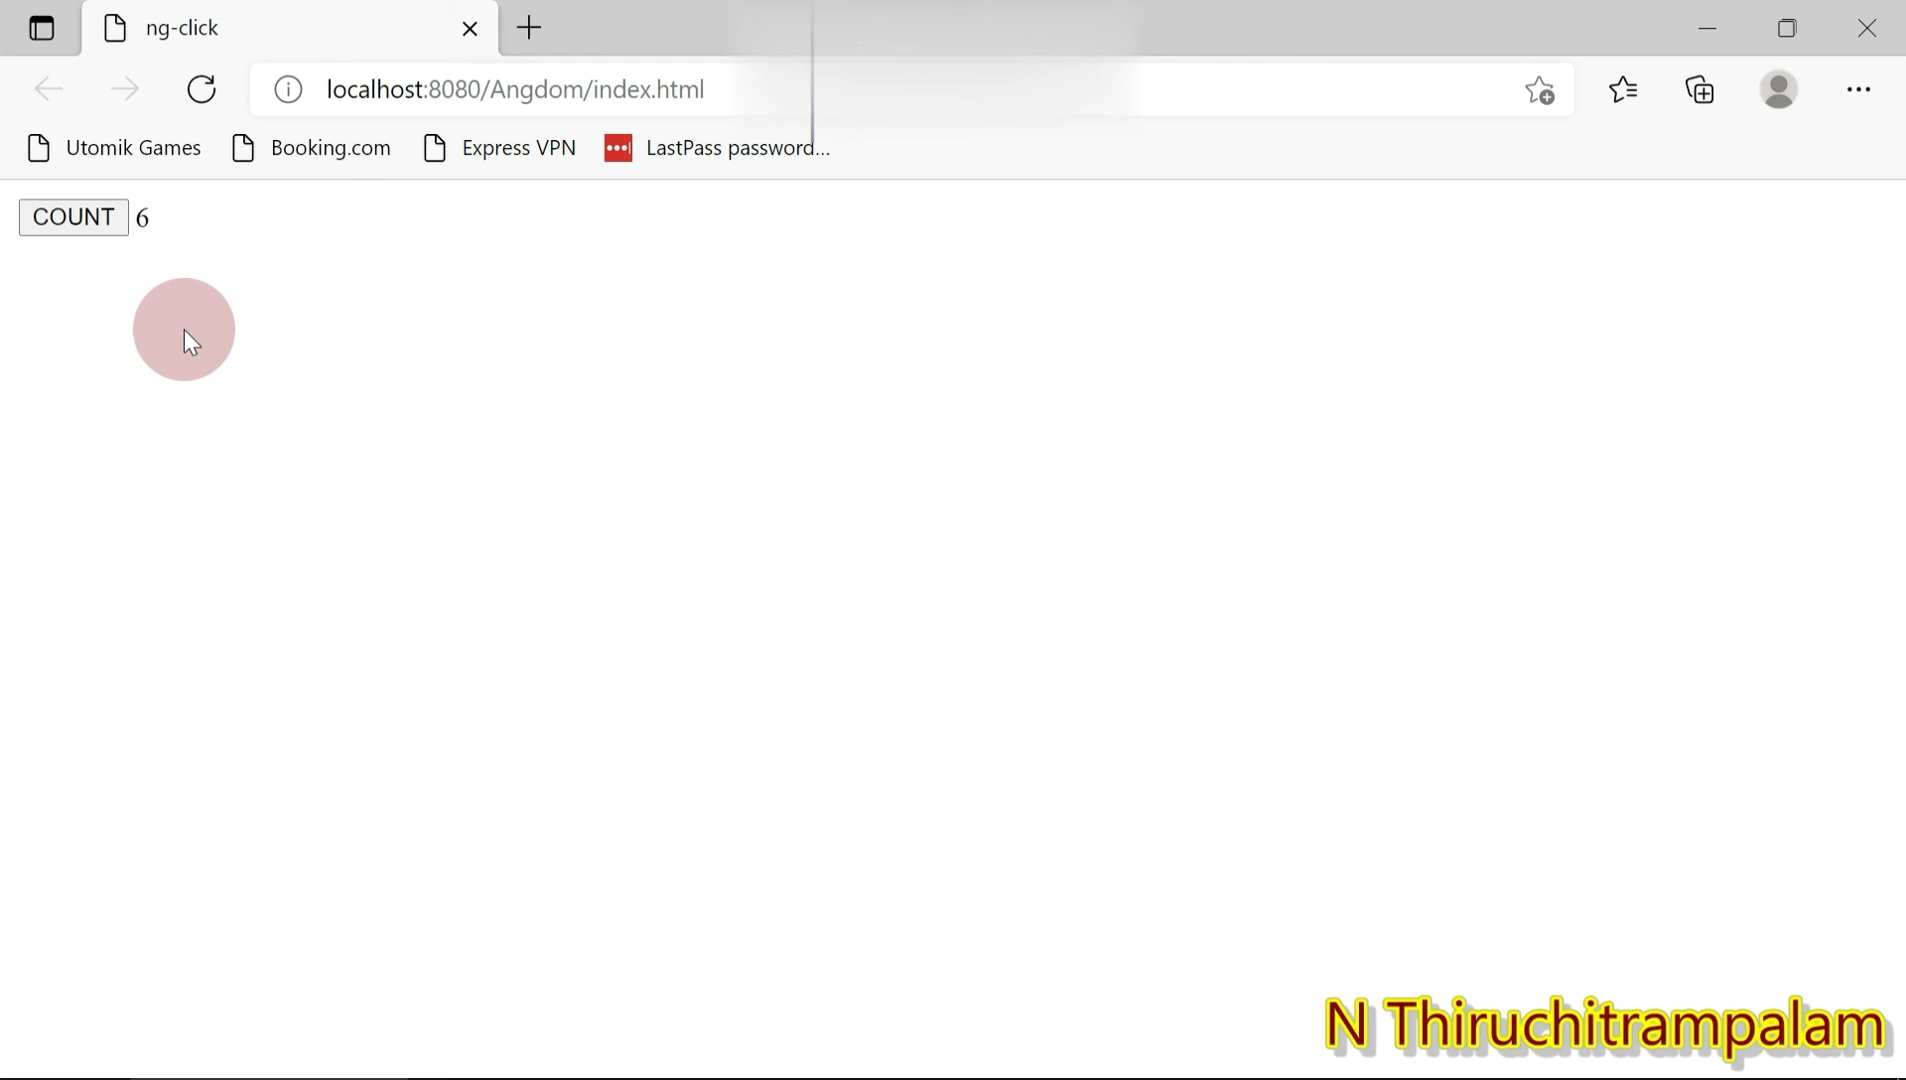 ng-click
localhost:8080/Angdom/index.html
Utomik Games Booking.com Express VPN LastPass password...
COUNT 6
N Thiruchitrampalam